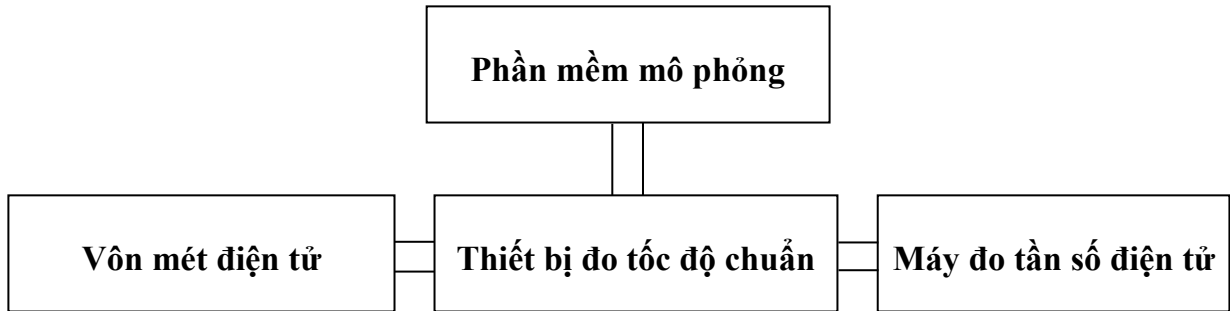 Phần mềm mô phỏng
Vôn mét điện tử
Thiết bị đo tốc độ chuẩn
Máy đo tần số điện tử